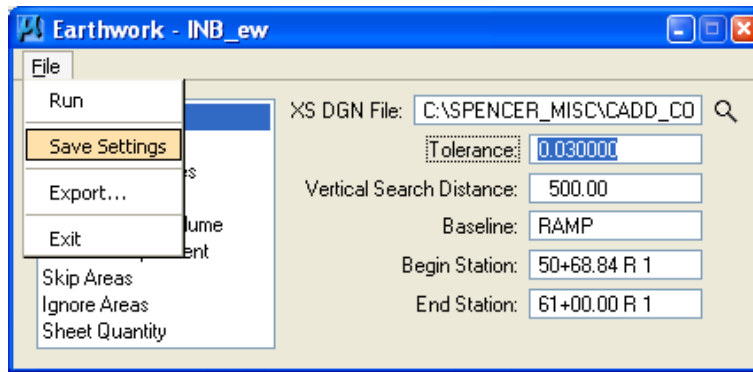 Earthwork - INB_ew
File
Run
Save Settings
Export...
Exit
Skip Areas
Ignore Areas
Sheet Quantity
XS DGN File: C:\SPENCER_MISC\CADD_CO
Tolerance: 0.030000
Vertical Search Distance: 500.00
Baseline: RAMP
Begin Station: 50+68.84 R 1
End Station: 61+00.00 R 1